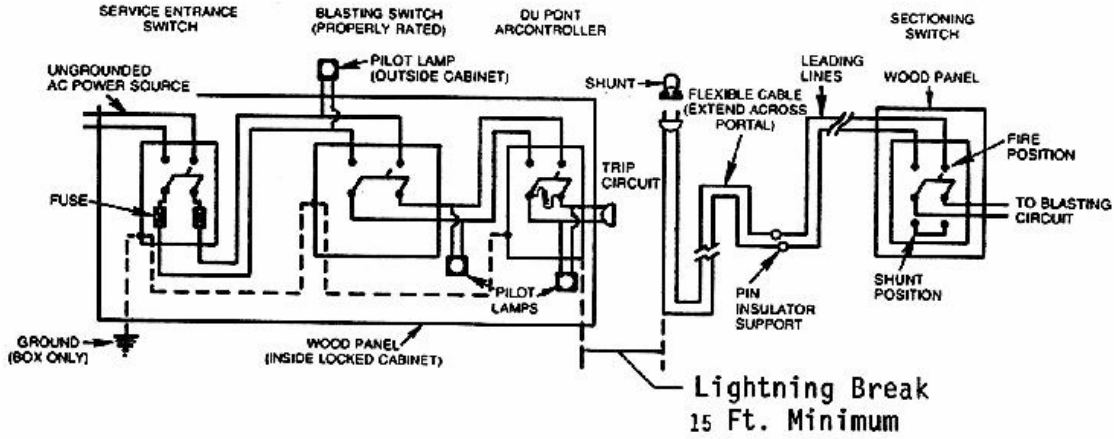 SERVICE ENTRANCE
SWITCH
BLASTING SWITCH
(PROPERLY RATED)
DU PONT
ARCONTROLLER
SECTIONING
SWITCH
UNGROUNDED
AC POWER SOURCE
PILOT LAMP
(OUTSIDE CABINET)
SHUNT
FLEXIBLE CABLE
(EXTEND ACROSS
PORTAL)
LEADING
LINES
WOOD PANEL
FIRE
POSITION
TRIP
CIRCUIT
FUSE
TO BLASTING
CIRCUIT
SHUNT
POSITION
PILOT
LAMPS
PIN
INSULATOR
SUPPORT
GROUND
(BOX ONLY)
WOOD PANEL
(INSIDE LOCKED CABINET)
Lightning Break
15 Ft. Minimum